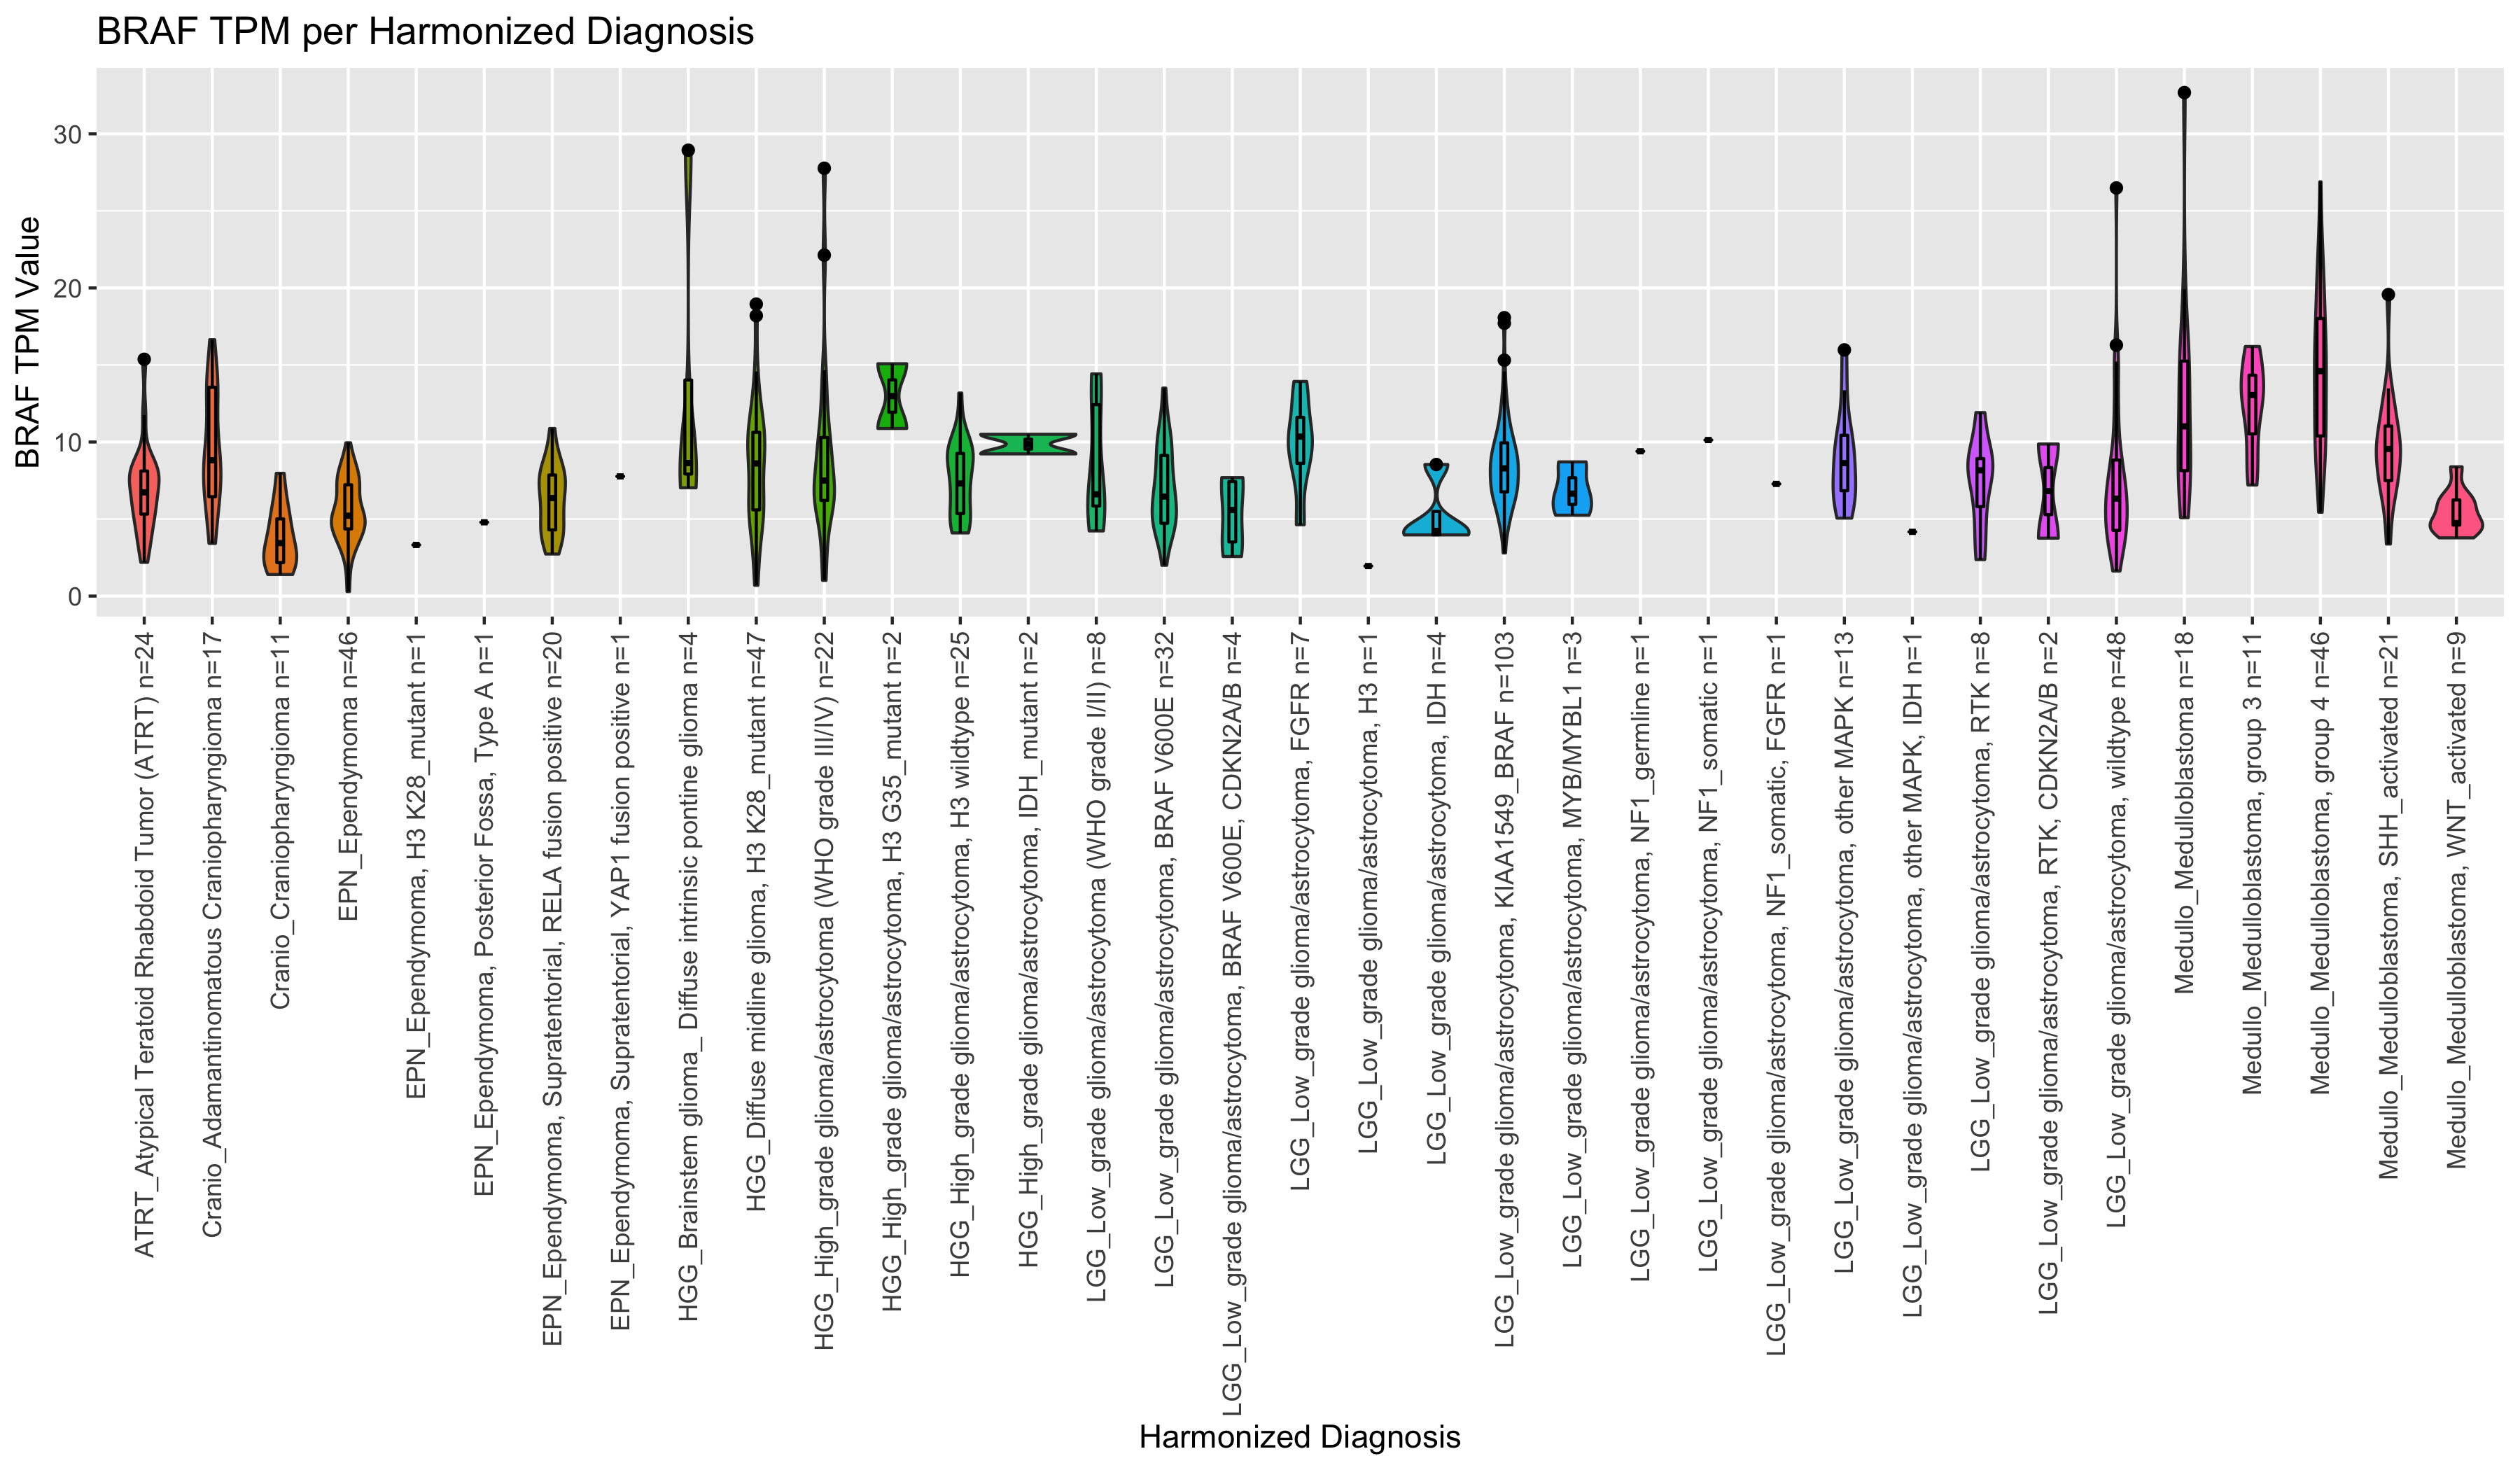 BRAF TPM per Harmonized Diagnosis
BRAF TPM Value
30
20
10
0
ATRT_Atypical Teratoid Rhabdoid Tumor (ATRT) n=24
Cranio_Adamantinomatous Craniopharyngioma n=17
Cranio_Craniopharyngioma n=11
EPN_Ependymoma n=46
EPN_Ependymoma, H3 K28_mutant n=1
EPN_Ependymoma, Posterior Fossa, Type A n=1
EPN_Ependymoma, Supratentorial, RELA fusion positive n=20
EPN_Ependymoma, Supratentorial, YAP1 fusion positive n=1
HGG_Brainstem glioma_ Diffuse intrinsic pontine glioma n=4
HGG_Diffuse midline glioma, H3 K28_mutant n=47
HGG_High_grade glioma/astrocytoma (WHO grade III/IV) n=22
HGG_High_grade glioma/astrocytoma, H3 G35_mutant n=2
HGG_High_grade glioma/astrocytoma, H3 wildtype n=25
HGG_High_grade glioma/astrocytoma, IDH_mutant n=2
LGG_Low_grade glioma/astrocytoma (WHO grade I/II) n=8
LGG_Low_grade glioma/astrocytoma, BRAF V600E n=32
LGG_Low_grade glioma/astrocytoma, BRAF V600E, CDKN2A/B n=4
LGG_Low_grade glioma/astrocytoma, FGFR n=7
LGG_Low_grade glioma/astrocytoma, H3 n=1
LGG_Low_grade glioma/astrocytoma, IDH n=4
LGG_Low_grade glioma/astrocytoma, KIAA1549_BRAF n=103
LGG_Low_grade glioma/astrocytoma, MYB/MYBL1 n=3
LGG_Low_grade glioma/astrocytoma, NF1_germline n=1
LGG_Low_grade glioma/astrocytoma, NF1_somatic n=1
LGG_Low_grade glioma/astrocytoma, NF1_somatic, FGFR n=1
LGG_Low_grade glioma/astrocytoma, other MAPK n=13
LGG_Low_grade glioma/astrocytoma, other MAPK, IDH n=1
LGG_Low_grade glioma/astrocytoma, RTK n=8
LGG_Low_grade glioma/astrocytoma, RTK, CDKN2A/B n=2
LGG_Low_grade glioma/astrocytoma, wildtype n=48
Medullo_Medulloblastoma n=18
Medullo_Medulloblastoma, group 3 n=11
Medullo_Medulloblastoma, group 4 n=46
Medullo_Medulloblastoma, SHH_activated n=21
Medullo_Medulloblastoma, WNT_activated n=9
Harmonized Diagnosis